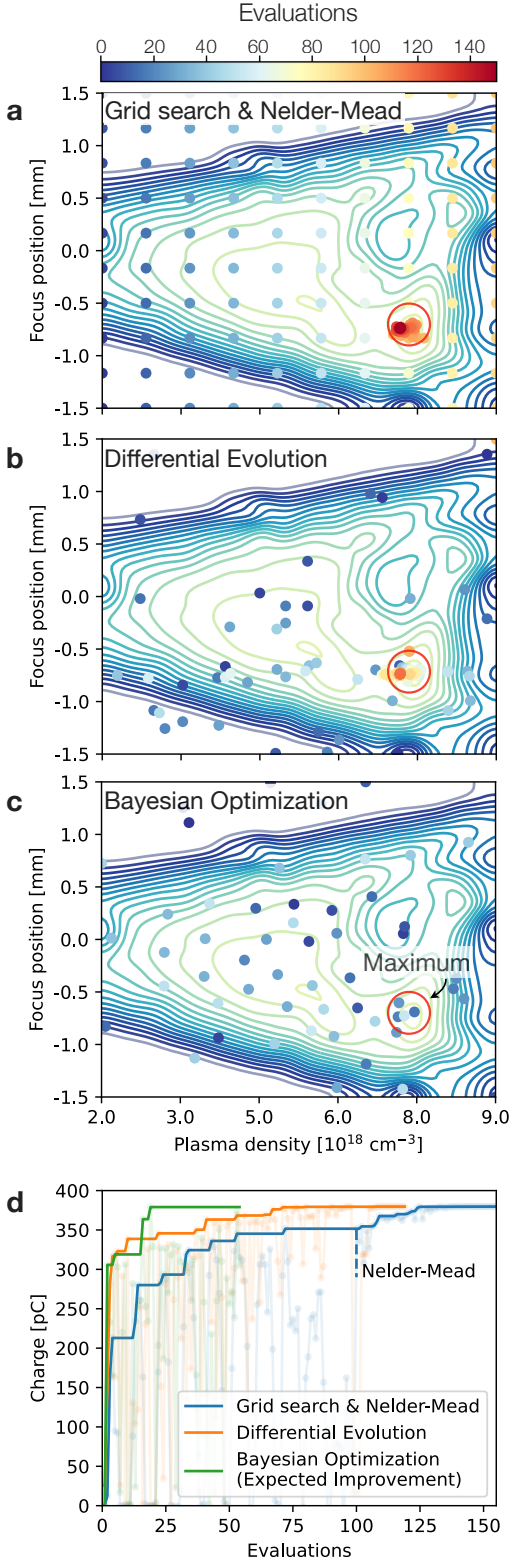 Evaluations
0 20 40 60 80 100 120 140
a
Grid search & Nelder-Mead
1.5
1.0
0.5
0.0
-0.5
-1.0
-1.5
Focus position [mm]
b
Differential Evolution
1.5
1.0
0.5
0.0
-0.5
-1.0
-1.5
Focus position [mm]
c
Bayesian Optimization
Maximum
1.5
1.0
0.5
0.0
-0.5
-1.0
-1.5
Focus position [mm]
2.0 3.0 5.0 6.0 8.0 9.0
Plasma density [10¹⁸ cm⁻³]
d
400
350
300
250
200
150
100
50
0
Charge [pC]
Nelder-Mead
Grid search & Nelder-Mead
Differential Evolution
Bayesian Optimization
(Expected Improvement)
0 25 50 75 100 125 150
Evaluations